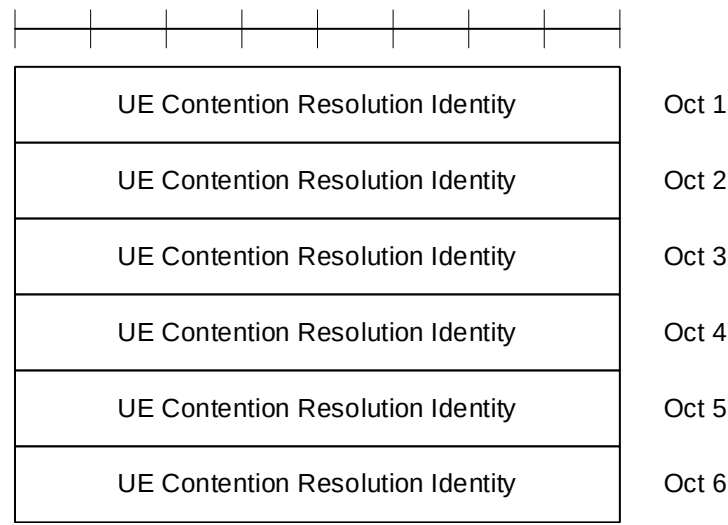 UE Contention Resolution Identity Oct 1
UE Contention Resolution Identity Oct 2
UE Contention Resolution Identity Oct 3
UE Contention Resolution Identity Oct 4
UE Contention Resolution Identity Oct 5
UE Contention Resolution Identity Oct 6